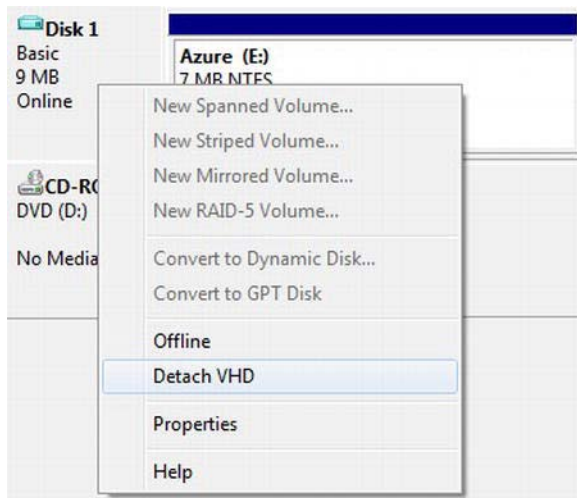 Disk 1
Basic
9 MB
Online
Azure (E:)
7 MB NTFS
New Spanned Volume...
New Striped Volume...
New Mirrored Volume...
New RAID-5 Volume...
Convert to Dynamic Disk...
Convert to GPT Disk
Offline
Detach VHD
Properties
Help
CD-RO
DVD (D:)
No Media